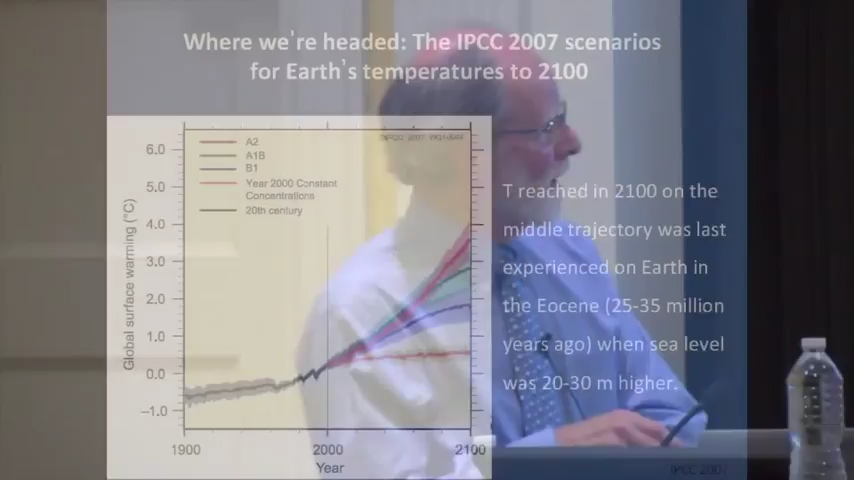 Where we're headed: The IPCC 2007 scenarios
for Earth's temperatures to 2100
6.0
5.0
4.0
3.0
2.0
1.0
0.0
−1.0
Global surface warming (°C)
A2
A1B
B1
Year 2000 Constant
Concentrations
20th century
1900
2000
2100
Year
T reached in 2100 on the
middle trajectory was last
experienced on Earth in
the Eocene (25-35 million
years ago) when sea level
was 20-30 m higher.
IPCC 2007